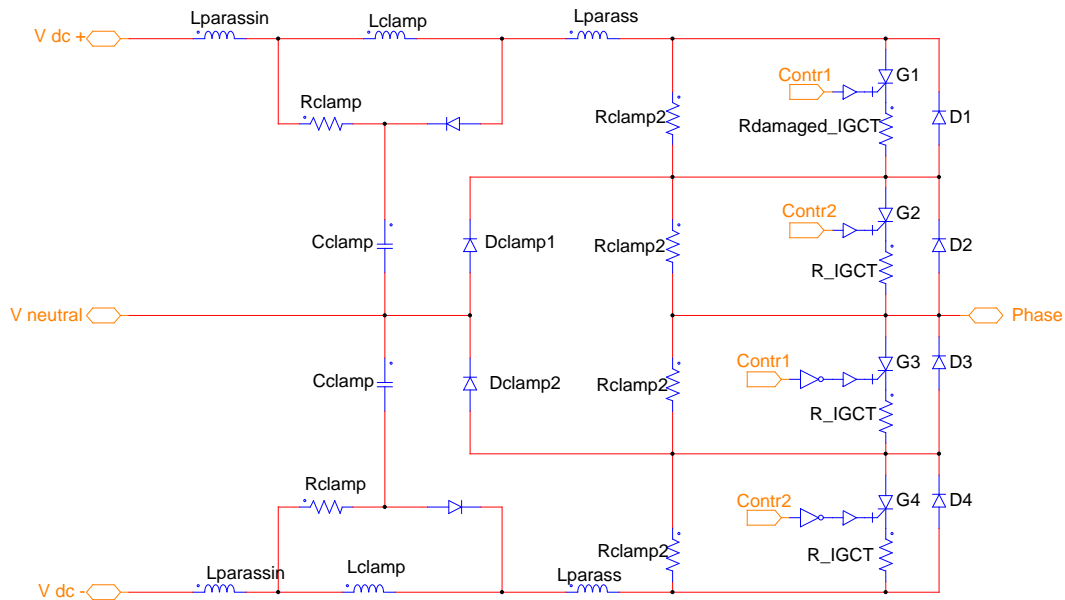 Lparassin
Lclamp
Lparass
V dc +
Contr1
G1
Rclamp
Rclamp2
Rdamaged_IGCT
D1
Contr2
G2
Cclamp
Dclamp1
Rclamp2
D2
R_IGCT
V neutral
Phase
Contr1
G3
D3
Cclamp
Dclamp2
Rclamp2
R_IGCT
Rclamp
Contr2
G4
D4
Rclamp2
R_IGCT
Lparassin
Lclamp
Lparass
V dc -